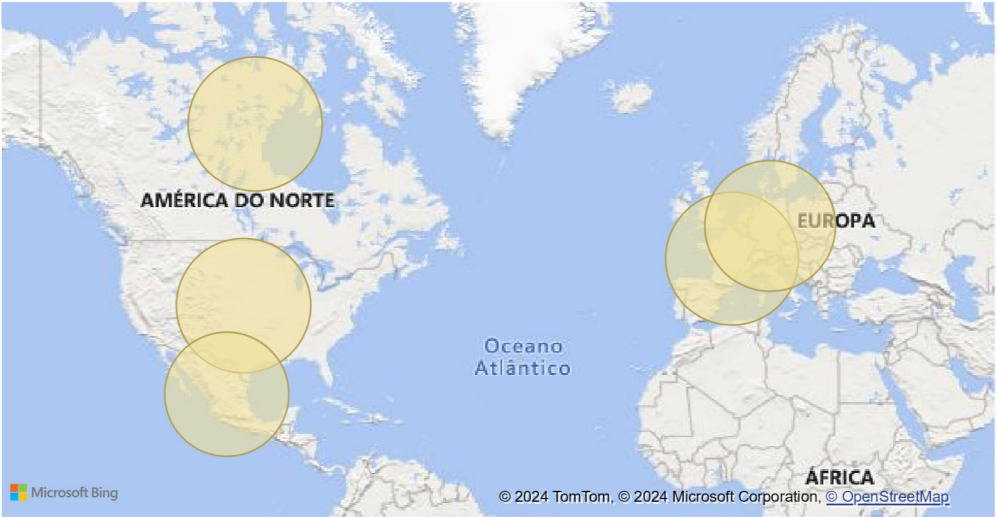 AMÉRICA DO NORTE
EUROPA
Oceano
Atlântico
ÁFRICA
Microsoft Bing
© 2024 TomTom, © 2024 Microsoft Corporation, © OpenStreetMap